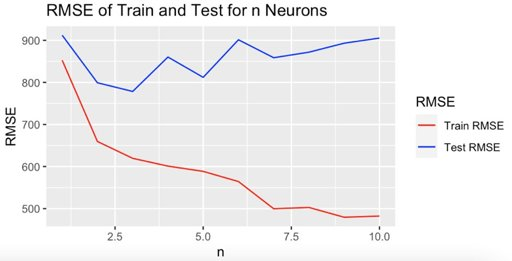 RMSE of Train and Test for n Neurons
900
800
700
600
500
RMSE
2.5
5.0
7.5
10.0
n
RMSE
Train RMSE
Test RMSE